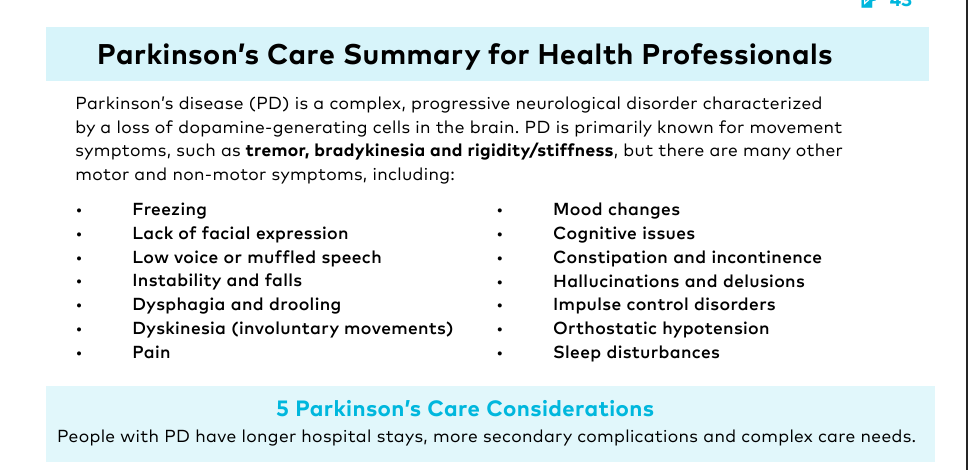 43
Parkinson's Care Summary for Health Professionals
Parkinson's disease (PD) is a complex, progressive neurological disorder characterized
by a loss of dopamine-generating cells in the brain. PD is primarily known for movement
symptoms, such as tremor, bradykinesia and rigidity/stiffness, but there are many other
motor and non-motor symptoms, including:
• Freezing
• Lack of facial expression
• Low voice or muffled speech
• Instability and falls
• Dysphagia and drooling
• Dyskinesia (involuntary movements)
• Pain
• Mood changes
• Cognitive issues
• Constipation and incontinence
• Hallucinations and delusions
• Impulse control disorders
• Orthostatic hypotension
• Sleep disturbances
5 Parkinson's Care Considerations
People with PD have longer hospital stays, more secondary complications and complex care needs.